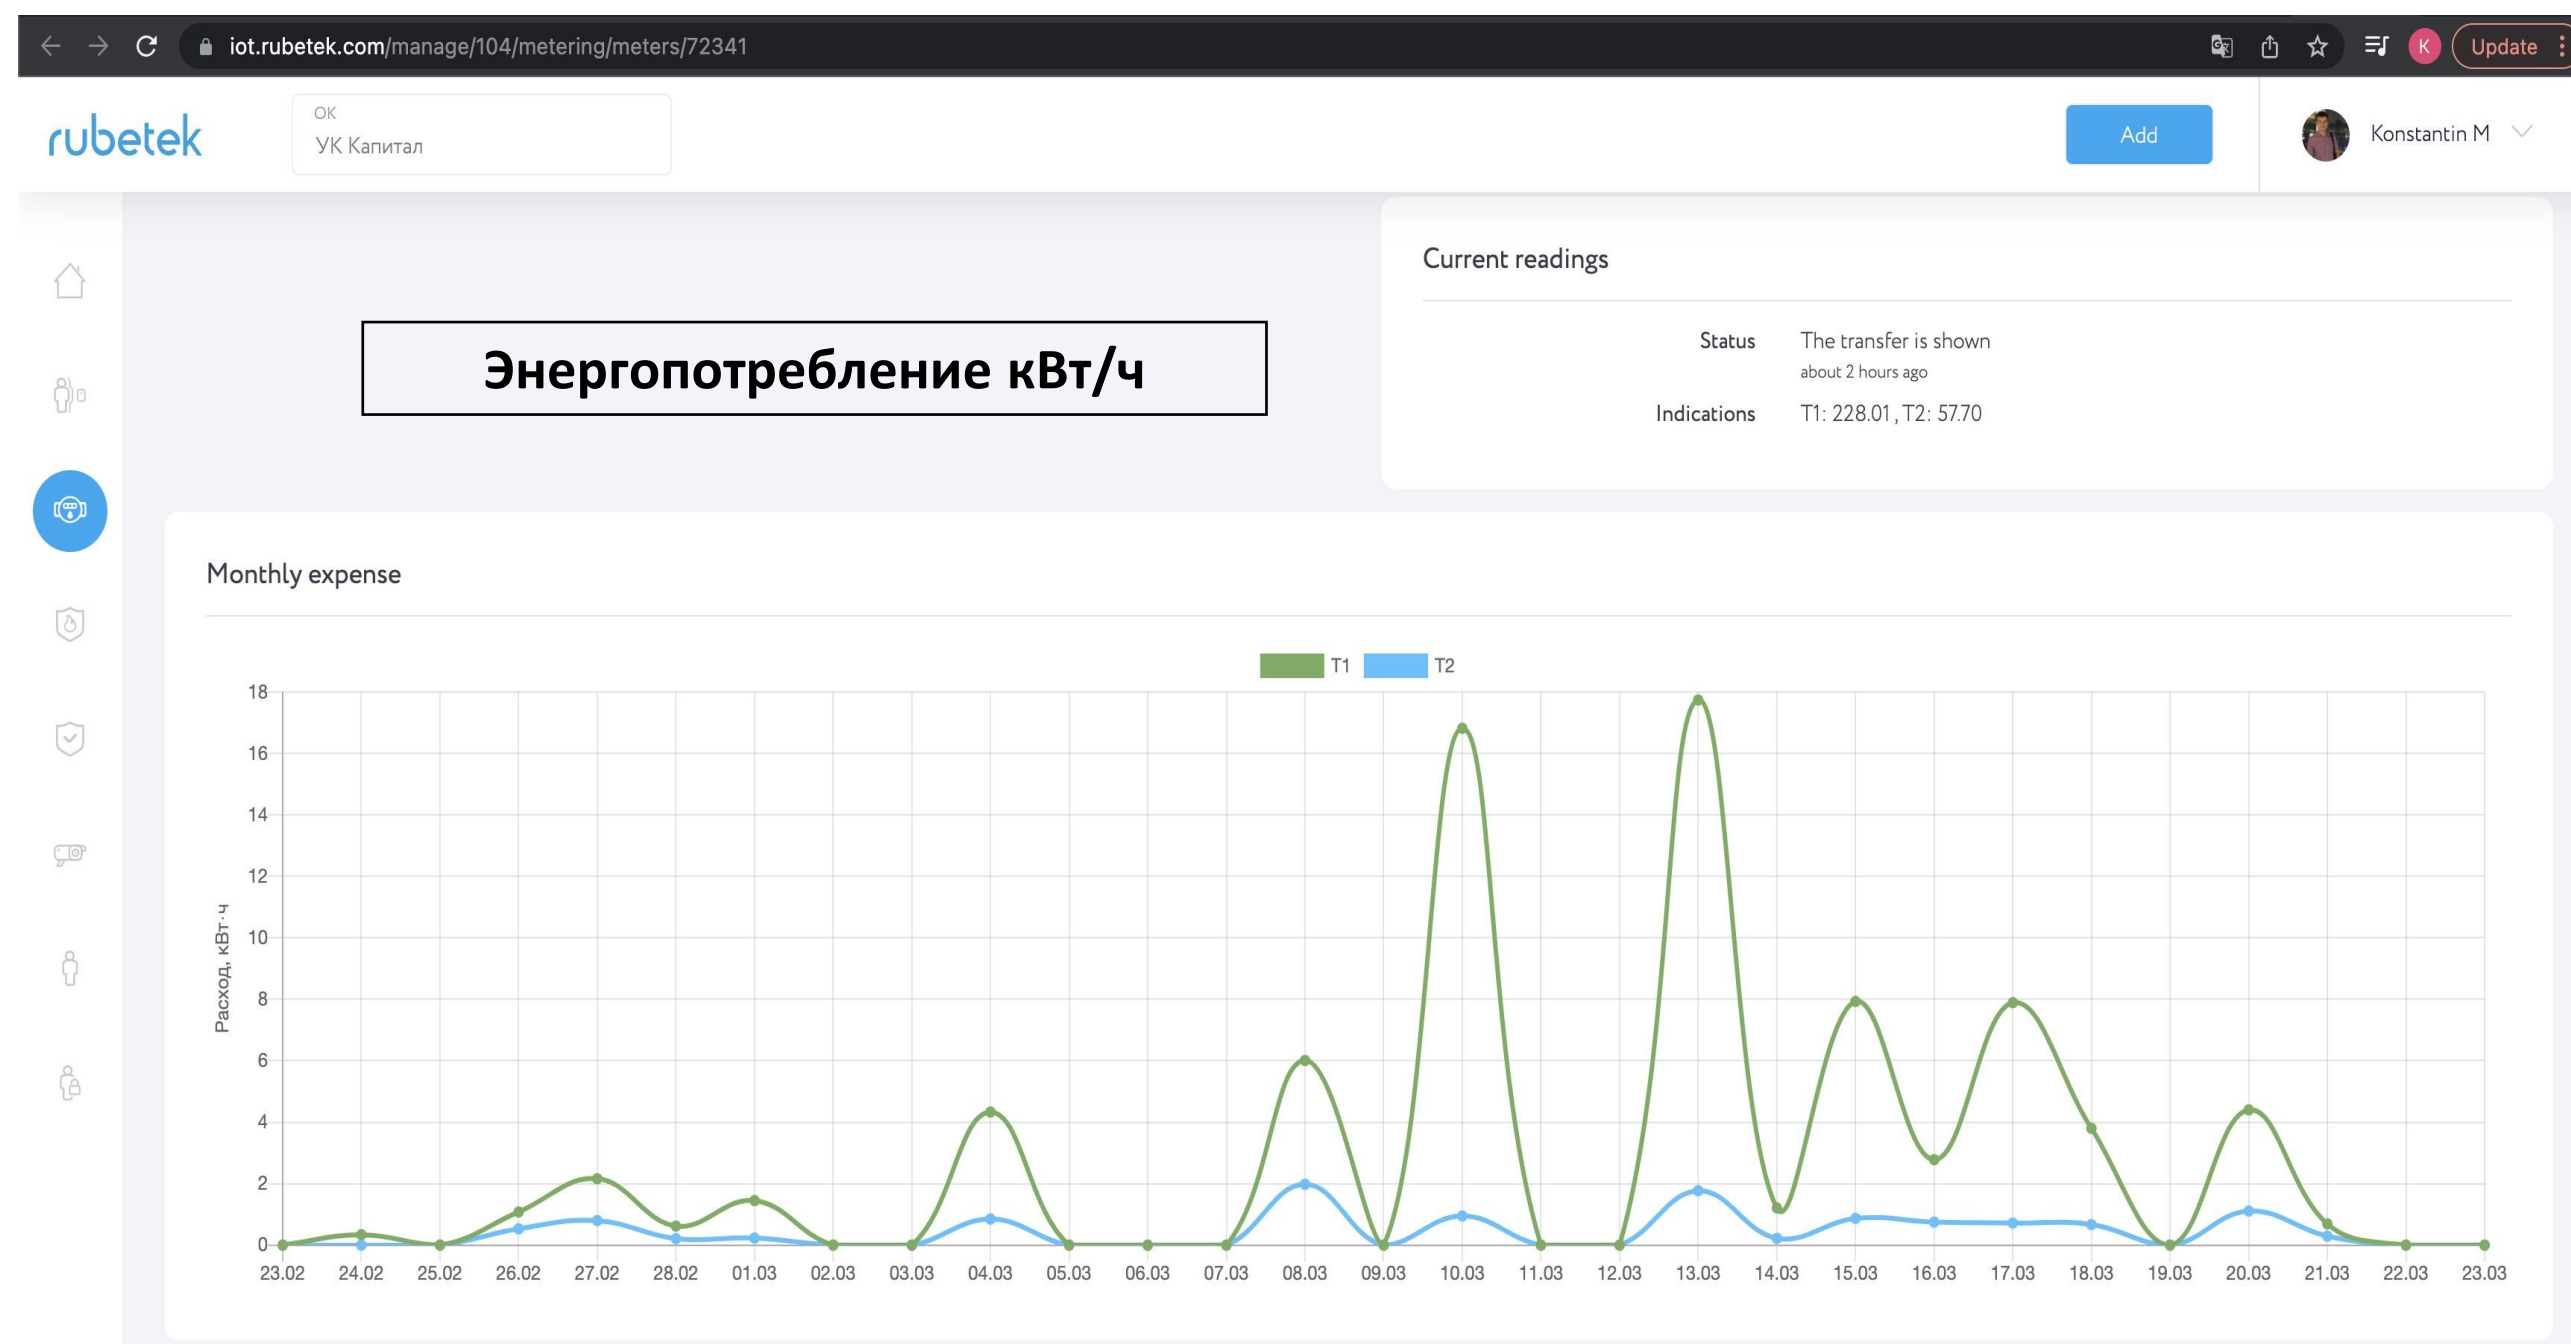 iot.rubetek.com/manage/104/metering/meters/72341
K
Update
rubetek
ОК
УК Капитал
Add
Konstantin M
Current readings
Энергопотребление кВт/ч
Status The transfer is shown
about 2 hours ago
Indications T1: 228.01 , T2: 57.70
Monthly expense
T1 T2
18
16
14
12
10
8
6
4
2
0
Расход, кВт·ч
23.02 24.02 25.02 26.02 27.02 28.02 01.03 02.03 03.03 04.03 05.03 06.03 07.03 08.03 09.03 10.03 11.03 12.03 13.03 14.03 15.03 16.03 17.03 18.03 19.03 20.03 21.03 22.03 23.03